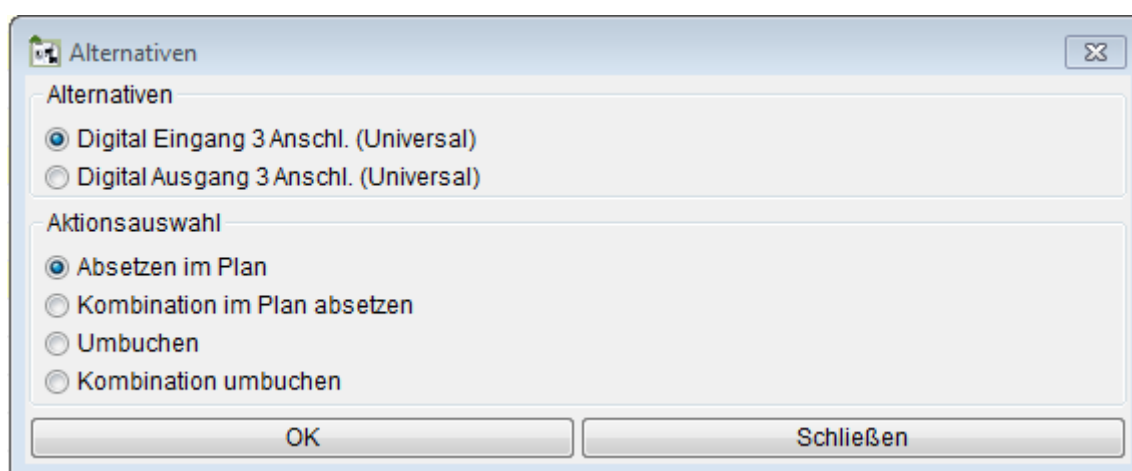 Alternativen
Alternativen
Digital Eingang 3 Anschl. (Universal)
Digital Ausgang 3 Anschl. (Universal)
Aktionsauswahl
Absetzen im Plan
Kombination im Plan absetzen
Umbuchen
Kombination umbuchen
OK Schließen